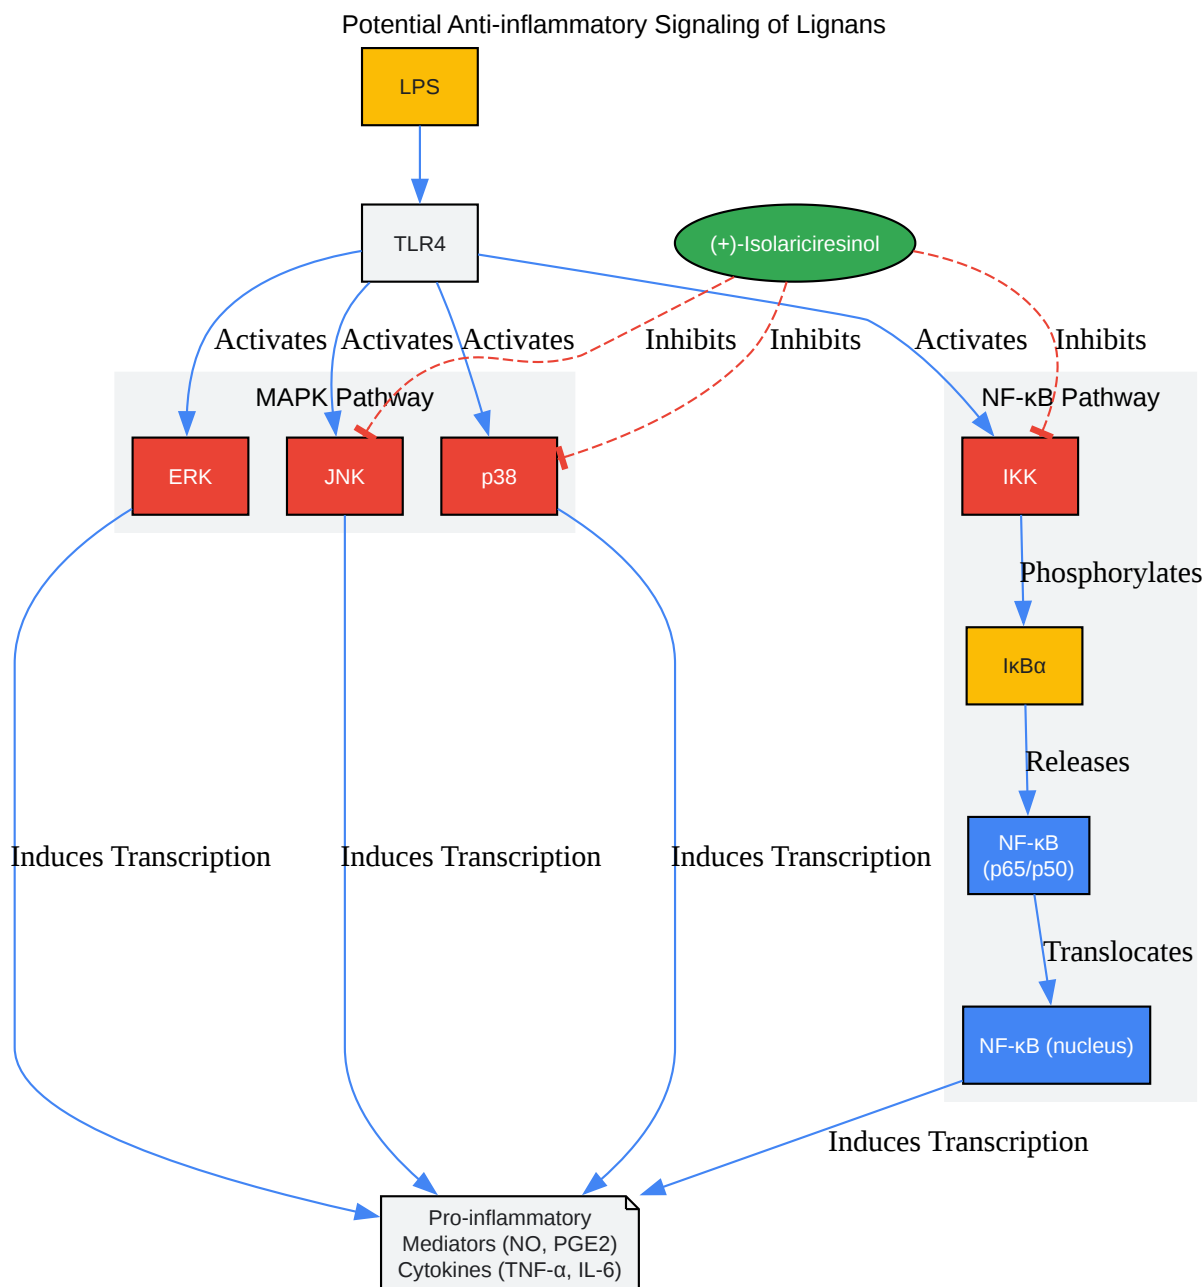 Potential Anti-inflammatory Signaling of Lignans
LPS
TLR4
(+)-Isolariciresinol
Activates
Activates
Activates
Inhibits
Inhibits
Activates
Inhibits
MAPK Pathway
NF-κB Pathway
ERK
JNK
p38
IKK
Phosphorylates
IκBα
Releases
NF-κB
(p65/p50)
Induces Transcription
Induces Transcription
Induces Transcription
Translocates
NF-κB (nucleus)
Induces Transcription
Pro-inflammatory
Mediators (NO, PGE2)
Cytokines (TNF-α, IL-6)